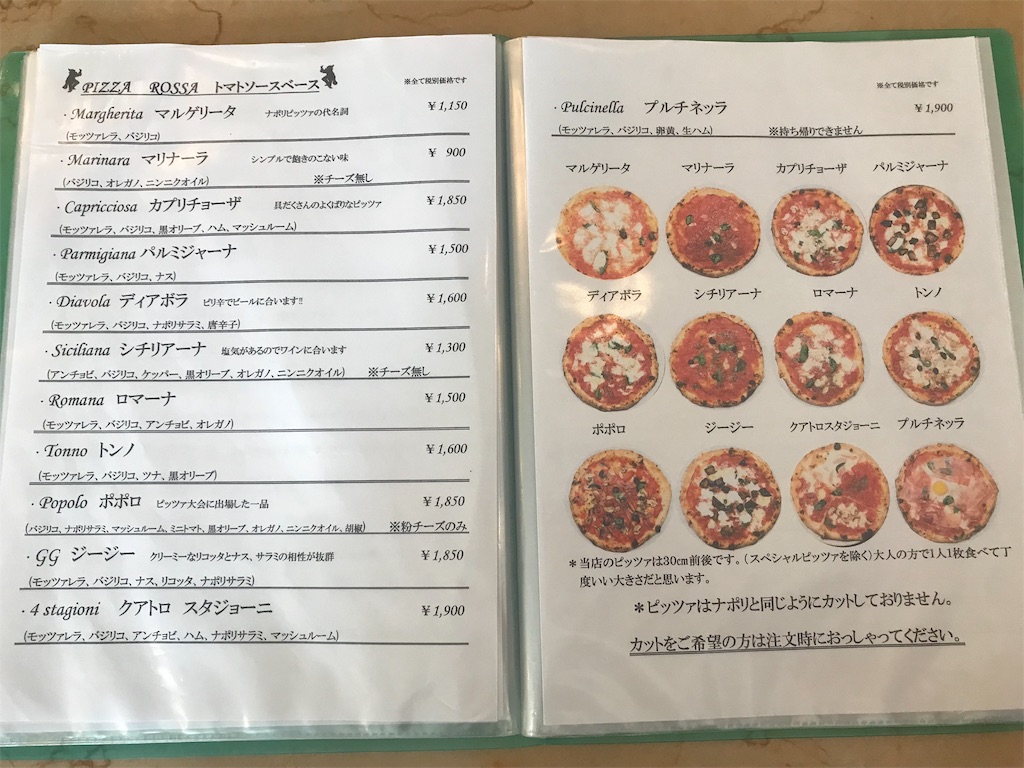 PIZZA ROSSA トマトソースベース ※全て税別価格です
・Margherita マルゲリータ ナポリピッツァの代名詞 ¥1,150
(モッツァレラ、バジリコ)
・Marinara マリナーラ シンプルで飽きのこない味 ¥ 900
(バジリコ、オレガノ、ニンニクオイル) ※チーズ無し
・Capricciosa カプリチョーザ 具だくさんのよくばりなピッツァ ¥1,850
(モッツァレラ、バジリコ、黒オリーブ、ハム、マッシュルーム)
・Parmigiana パルミジャーナ ¥1,500
(モッツァレラ、バジリコ、ナス)
・Diavola ディアボラ ピリ辛でビールに合います!! ¥1,600
(モッツァレラ、バジリコ、ナポリサラミ、唐辛子)
・Siciliana シチリアーナ 塩気があるのでワインに合います ¥1,300
(アンチョビ、バジリコ、ケッパー、黒オリーブ、オレガノ、ニンニクオイル) ※チーズ無し
・Romana ロマーナ ¥1,500
(モッツァレラ、バジリコ、アンチョビ、オレガノ)
・Tonno トンノ ¥1,600
(モッツァレラ、バジリコ、ツナ、黒オリーブ)
・Popolo ポポロ ピッツァ大会に出場した一品 ¥1,850
(バジリコ、ナポリサラミ、マッシュルーム、ミニトマト、黒オリーブ、オレガノ、ニンニクオイル、胡椒) ※粉チーズのみ
・GG ジージー クリーミーなリコッタとナス、サラミの相性が抜群 ¥1,850
(モッツァレラ、バジリコ、ナス、リコッタ、ナポリサラミ)
・4 stagioni クアトロ スタジョーニ ¥1,900
(モッツァレラ、バジリコ、アンチョビ、ハム、ナポリサラミ、マッシュルーム)
※全て税別価格です
・Pulcinella プルチネッラ ¥1,900
(モッツァレラ、バジリコ、卵黄、生ハム) ※持ち帰りできません
マルゲリータ マリナーラ カプリチョーザ パルミジャーナ
ディアボラ シチリアーナ ロマーナ トンノ
ポポロ ジージー クアトロスタジョーニ プルチネッラ
＊当店のピッツァは30cm前後です。(スペシャルピッツァを除く)大人の方で1人1枚食べて丁
度いい大きさだと思います。
＊ピッツァはナポリと同じようにカットしておりません。
カットをご希望の方は注文時におっしゃってください。